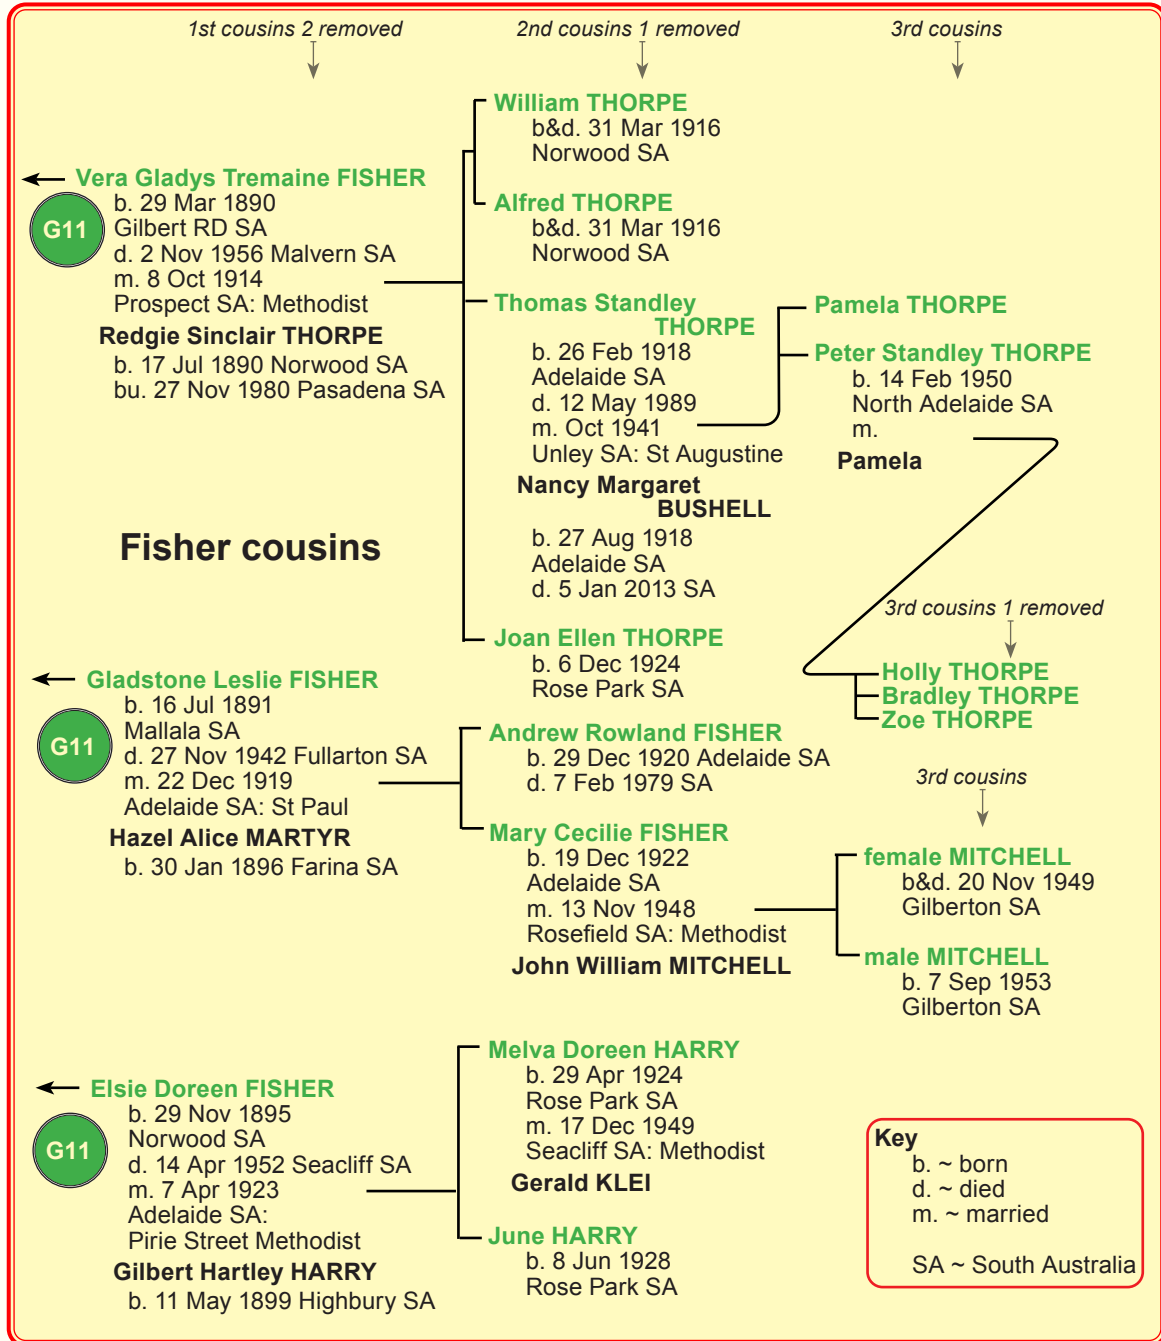 1st cousins 2 removed
2nd cousins 1 removed
3rd cousins
Vera Gladys Tremaine FISHER
G11
b. 29 Mar 1890
Gilbert RD SA
d. 2 Nov 1956 Malvern SA
m. 8 Oct 1914
Prospect SA: Methodist
Redgie Sinclair THORPE
b. 17 Jul 1890 Norwood SA
bu. 27 Nov 1980 Pasadena SA
William THORPE
b&d. 31 Mar 1916
Norwood SA
Alfred THORPE
b&d. 31 Mar 1916
Norwood SA
Thomas Standley
THORPE
b. 26 Feb 1918
Adelaide SA
d. 12 May 1989
m. Oct 1941
Unley SA: St Augustine
Nancy Margaret
BUSHELL
b. 27 Aug 1918
Adelaide SA
d. 5 Jan 2013 SA
Joan Ellen THORPE
b. 6 Dec 1924
Rose Park SA
Pamela THORPE
Peter Standley THORPE
b. 14 Feb 1950
North Adelaide SA
m.
Pamela
3rd cousins 1 removed
Holly THORPE
Bradley THORPE
Zoe THORPE
Fisher cousins
Gladstone Leslie FISHER
G11
b. 16 Jul 1891
Mallala SA
d. 27 Nov 1942 Fullarton SA
m. 22 Dec 1919
Adelaide SA: St Paul
Hazel Alice MARTYR
b. 30 Jan 1896 Farina SA
Andrew Rowland FISHER
b. 29 Dec 1920 Adelaide SA
d. 7 Feb 1979 SA
Mary Cecilie FISHER
b. 19 Dec 1922
Adelaide SA
m. 13 Nov 1948
Rosefield SA: Methodist
John William MITCHELL
3rd cousins
female MITCHELL
b&d. 20 Nov 1949
Gilberton SA
male MITCHELL
b. 7 Sep 1953
Gilberton SA
Elsie Doreen FISHER
G11
b. 29 Nov 1895
Norwood SA
d. 14 Apr 1952 Seacliff SA
m. 7 Apr 1923
Adelaide SA:
Pirie Street Methodist
Gilbert Hartley HARRY
b. 11 May 1899 Highbury SA
Melva Doreen HARRY
b. 29 Apr 1924
Rose Park SA
m. 17 Dec 1949
Seacliff SA: Methodist
Gerald KLEI
June HARRY
b. 8 Jun 1928
Rose Park SA
Key
b. ~ born
d. ~ died
m. ~ married
SA ~ South Australia